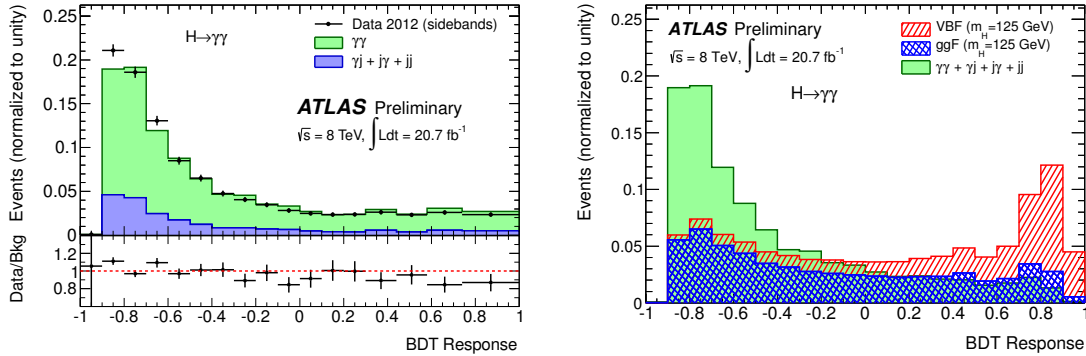 Events (normalized to unity)
0.25
0.2
0.15
0.1
0.05
0
H→γγ
Data 2012 (sidebands)
γγ
γj + jγ + jj
ATLAS Preliminary
√s = 8 TeV, ∫Ldt = 20.7 fb⁻¹
Data/Bkg
1.2
1
0.8
-1 -0.8 -0.6 -0.4 -0.2 0 0.2 0.4 0.6 0.8 1
BDT Response
Events (normalized to unity)
0.25
0.2
0.15
0.1
0.05
0
ATLAS Preliminary
√s = 8 TeV, ∫Ldt = 20.7 fb⁻¹
H→γγ
VBF (m_H=125 GeV)
ggF (m_H=125 GeV)
γγ + γj + jγ + jj
-1 -0.8 -0.6 -0.4 -0.2 0 0.2 0.4 0.6 0.8 1
BDT Response